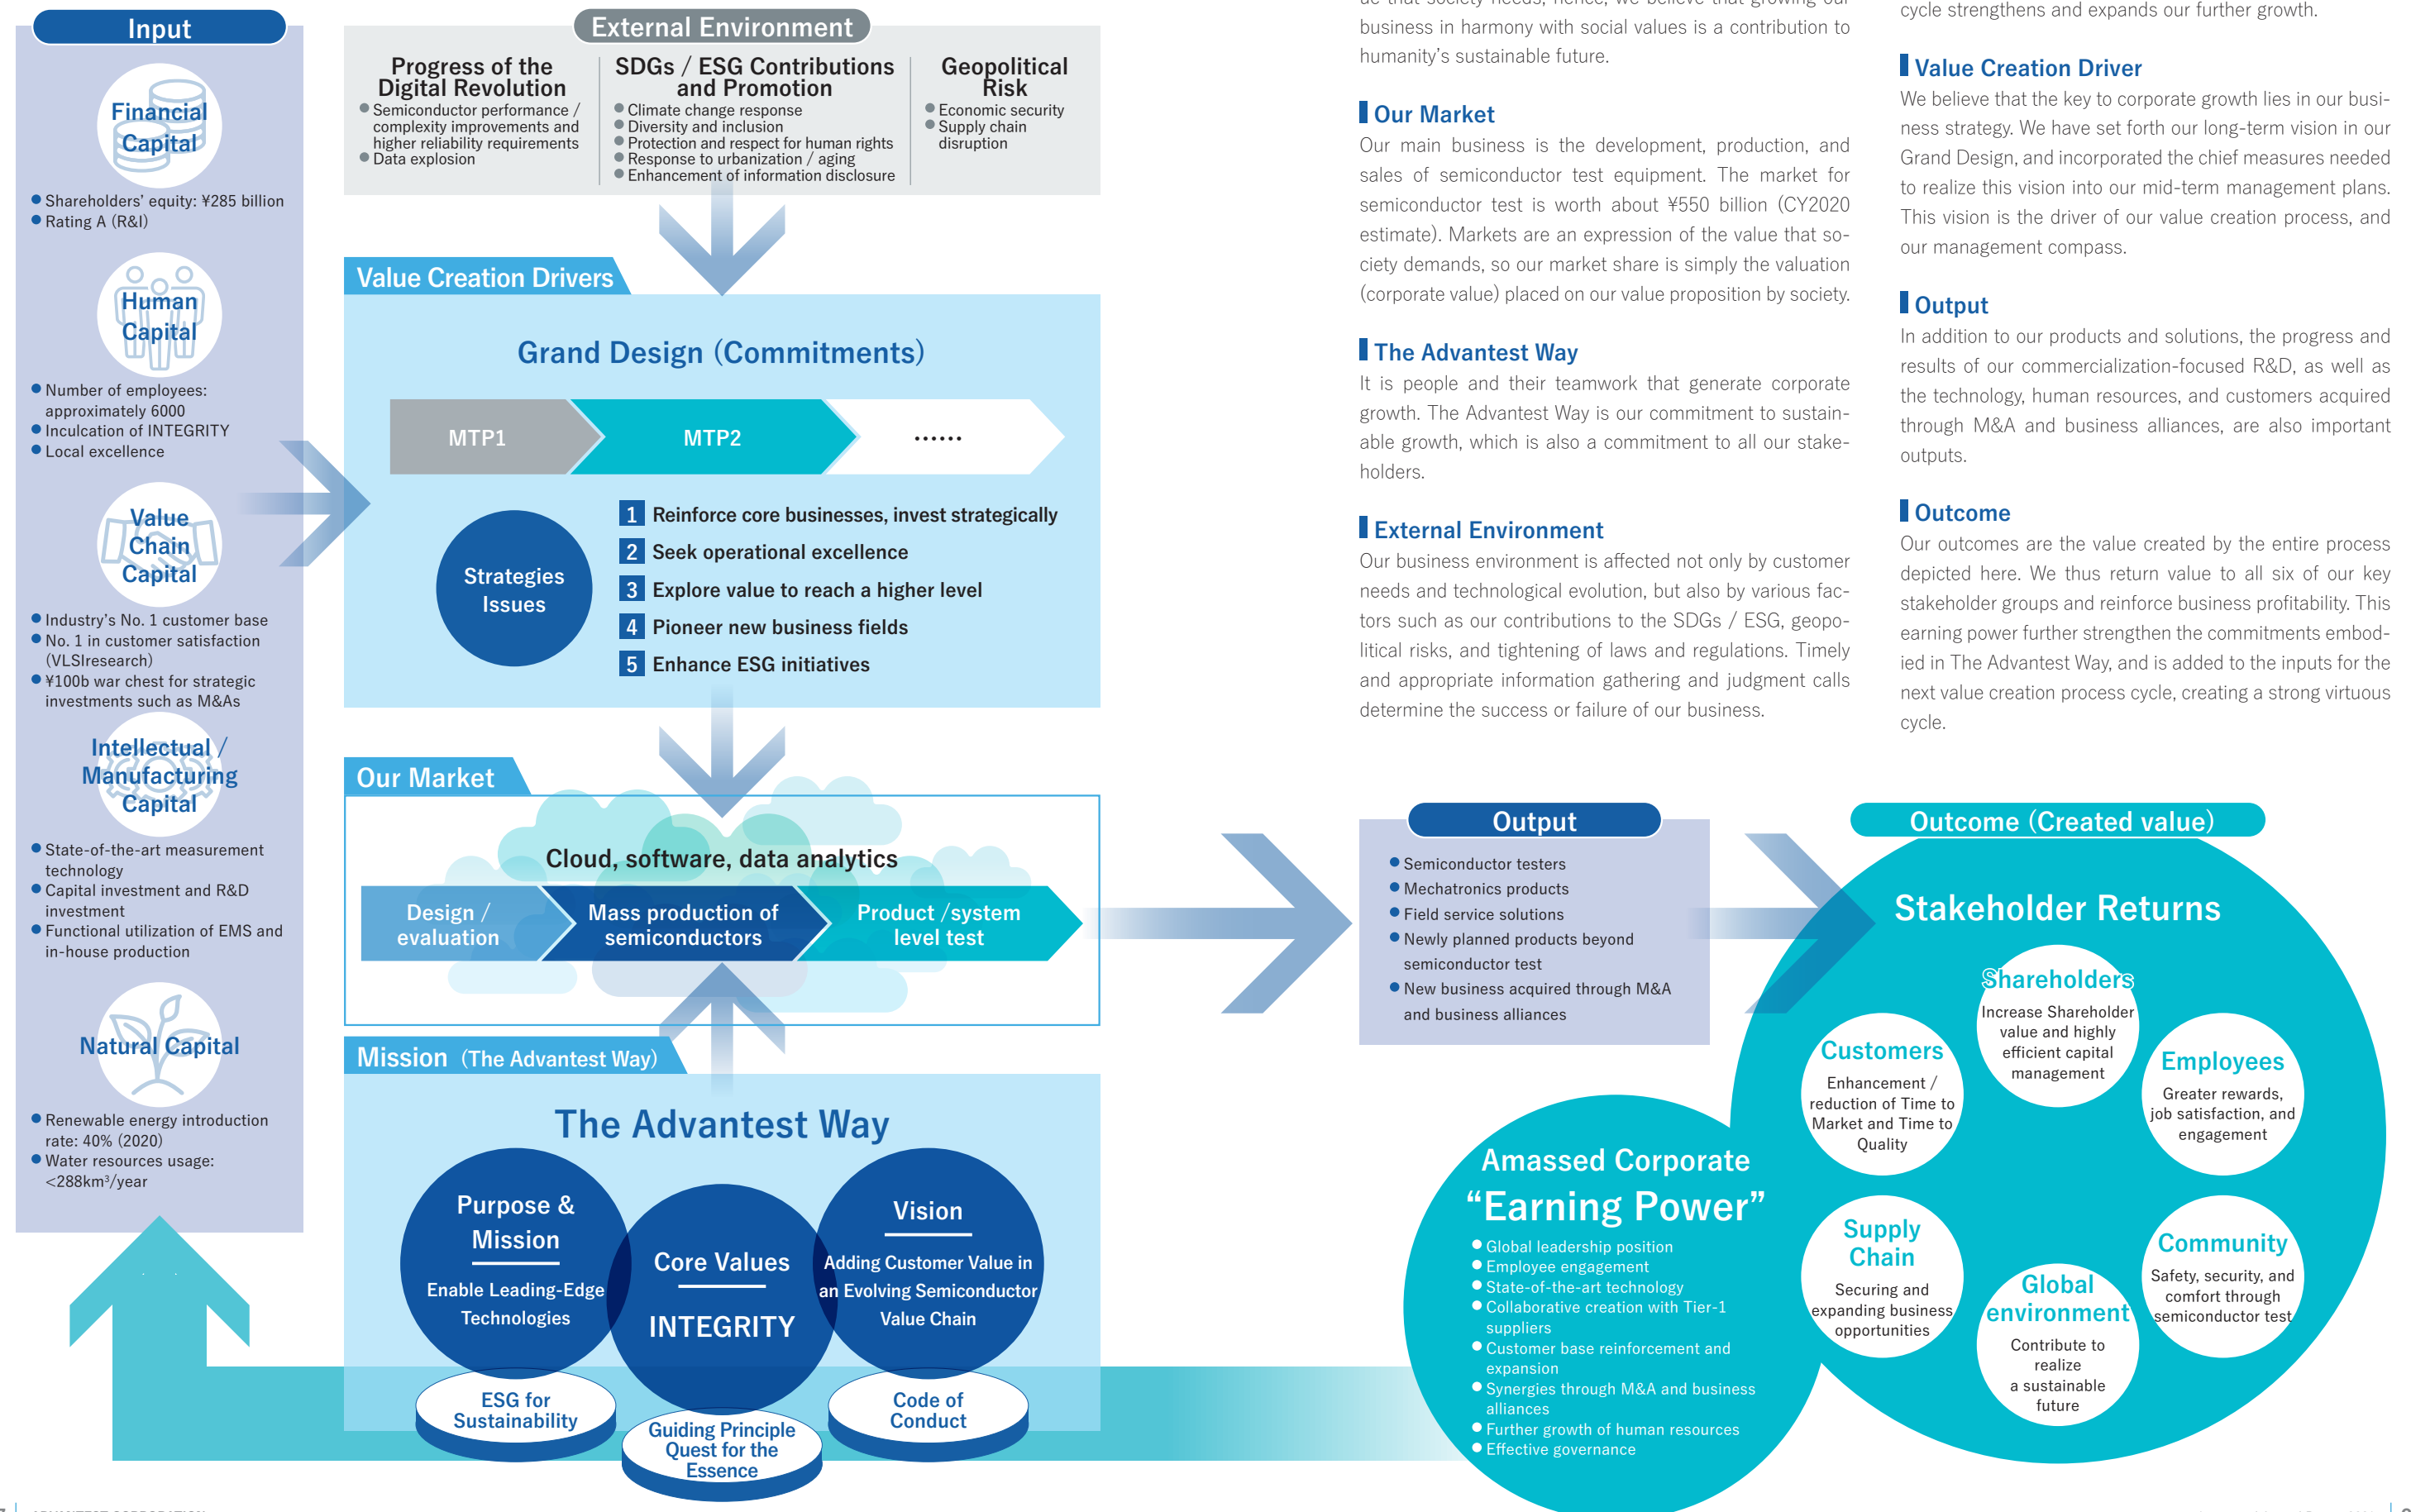 Input
Financial
Capital
Shareholders' equity: ¥285 billion
Rating A (R&I)
Human
Capital
Number of employees:
approximately 6000
Inculcation of INTEGRITY
Local excellence
Value
Chain
Capital
Industry's No. 1 customer base
No. 1 in customer satisfaction
(VLSIresearch)
¥100b war chest for strategic
investments such as M&As
Intellectual /
Manufacturing
Capital
State-of-the-art measurement
technology
Capital investment and R&D
investment
Functional utilization of EMS and
in-house production
Natural Capital
Renewable energy introduction
rate: 40% (2020)
Water resources usage:
<288km³/year
External Environment
Progress of the
Digital Revolution
Semiconductor performance /
complexity improvements and
higher reliability requirements
Data explosion
SDGs / ESG Contributions
and Promotion
Climate change response
Diversity and inclusion
Protection and respect for human rights
Response to urbanization / aging
Enhancement of information disclosure
Geopolitical
Risk
Economic security
Supply chain
disruption
Value Creation Drivers
Grand Design (Commitments)
MTP1
MTP2
......
Strategies
Issues
1 Reinforce core businesses, invest strategically
2 Seek operational excellence
3 Explore value to reach a higher level
4 Pioneer new business fields
5 Enhance ESG initiatives
Our Market
Cloud, software, data analytics
Design /
evaluation
Mass production of
semiconductors
Product /system
level test
Mission (The Advantest Way)
The Advantest Way
Purpose &
Mission
Enable Leading-Edge
Technologies
Core Values
INTEGRITY
Vision
Adding Customer Value in
an Evolving Semiconductor
Value Chain
ESG for
Sustainability
Guiding Principle
Quest for the
Essence
Code of
Conduct
ue that society needs, hence, we believe that growing our
business in harmony with social values is a contribution to
humanity's sustainable future.
Our Market
Our main business is the development, production, and
sales of semiconductor test equipment. The market for
semiconductor test is worth about ¥550 billion (CY2020
estimate). Markets are an expression of the value that so-
ciety demands, so our market share is simply the valuation
(corporate value) placed on our value proposition by society.
The Advantest Way
It is people and their teamwork that generate corporate
growth. The Advantest Way is our commitment to sustain-
able growth, which is also a commitment to all our stake-
holders.
External Environment
Our business environment is affected not only by customer
needs and technological evolution, but also by various fac-
tors such as our contributions to the SDGs / ESG, geopo-
litical risks, and tightening of laws and regulations. Timely
and appropriate information gathering and judgment calls
determine the success or failure of our business.
cycle strengthens and expands our further growth.
Value Creation Driver
We believe that the key to corporate growth lies in our busi-
ness strategy. We have set forth our long-term vision in our
Grand Design, and incorporated the chief measures needed
to realize this vision into our mid-term management plans.
This vision is the driver of our value creation process, and
our management compass.
Output
In addition to our products and solutions, the progress and
results of our commercialization-focused R&D, as well as
the technology, human resources, and customers acquired
through M&A and business alliances, are also important
outputs.
Outcome
Our outcomes are the value created by the entire process
depicted here. We thus return value to all six of our key
stakeholder groups and reinforce business profitability. This
earning power further strengthen the commitments embod-
ied in The Advantest Way, and is added to the inputs for the
next value creation process cycle, creating a strong virtuous
cycle.
Output
Semiconductor testers
Mechatronics products
Field service solutions
Newly planned products beyond
semiconductor test
New business acquired through M&A
and business alliances
Outcome (Created value)
Stakeholder Returns
Shareholders
Increase Shareholder
value and highly
efficient capital
management
Customers
Enhancement /
reduction of Time to
Market and Time to
Quality
Employees
Greater rewards,
job satisfaction, and
engagement
Supply
Chain
Securing and
expanding business
opportunities
Global
environment
Contribute to
realize
a sustainable
future
Community
Safety, security, and
comfort through
semiconductor test
Amassed Corporate
"Earning Power"
Global leadership position
Employee engagement
State-of-the-art technology
Collaborative creation with Tier-1
suppliers
Customer base reinforcement and
expansion
Synergies through M&A and business
alliances
Further growth of human resources
Effective governance